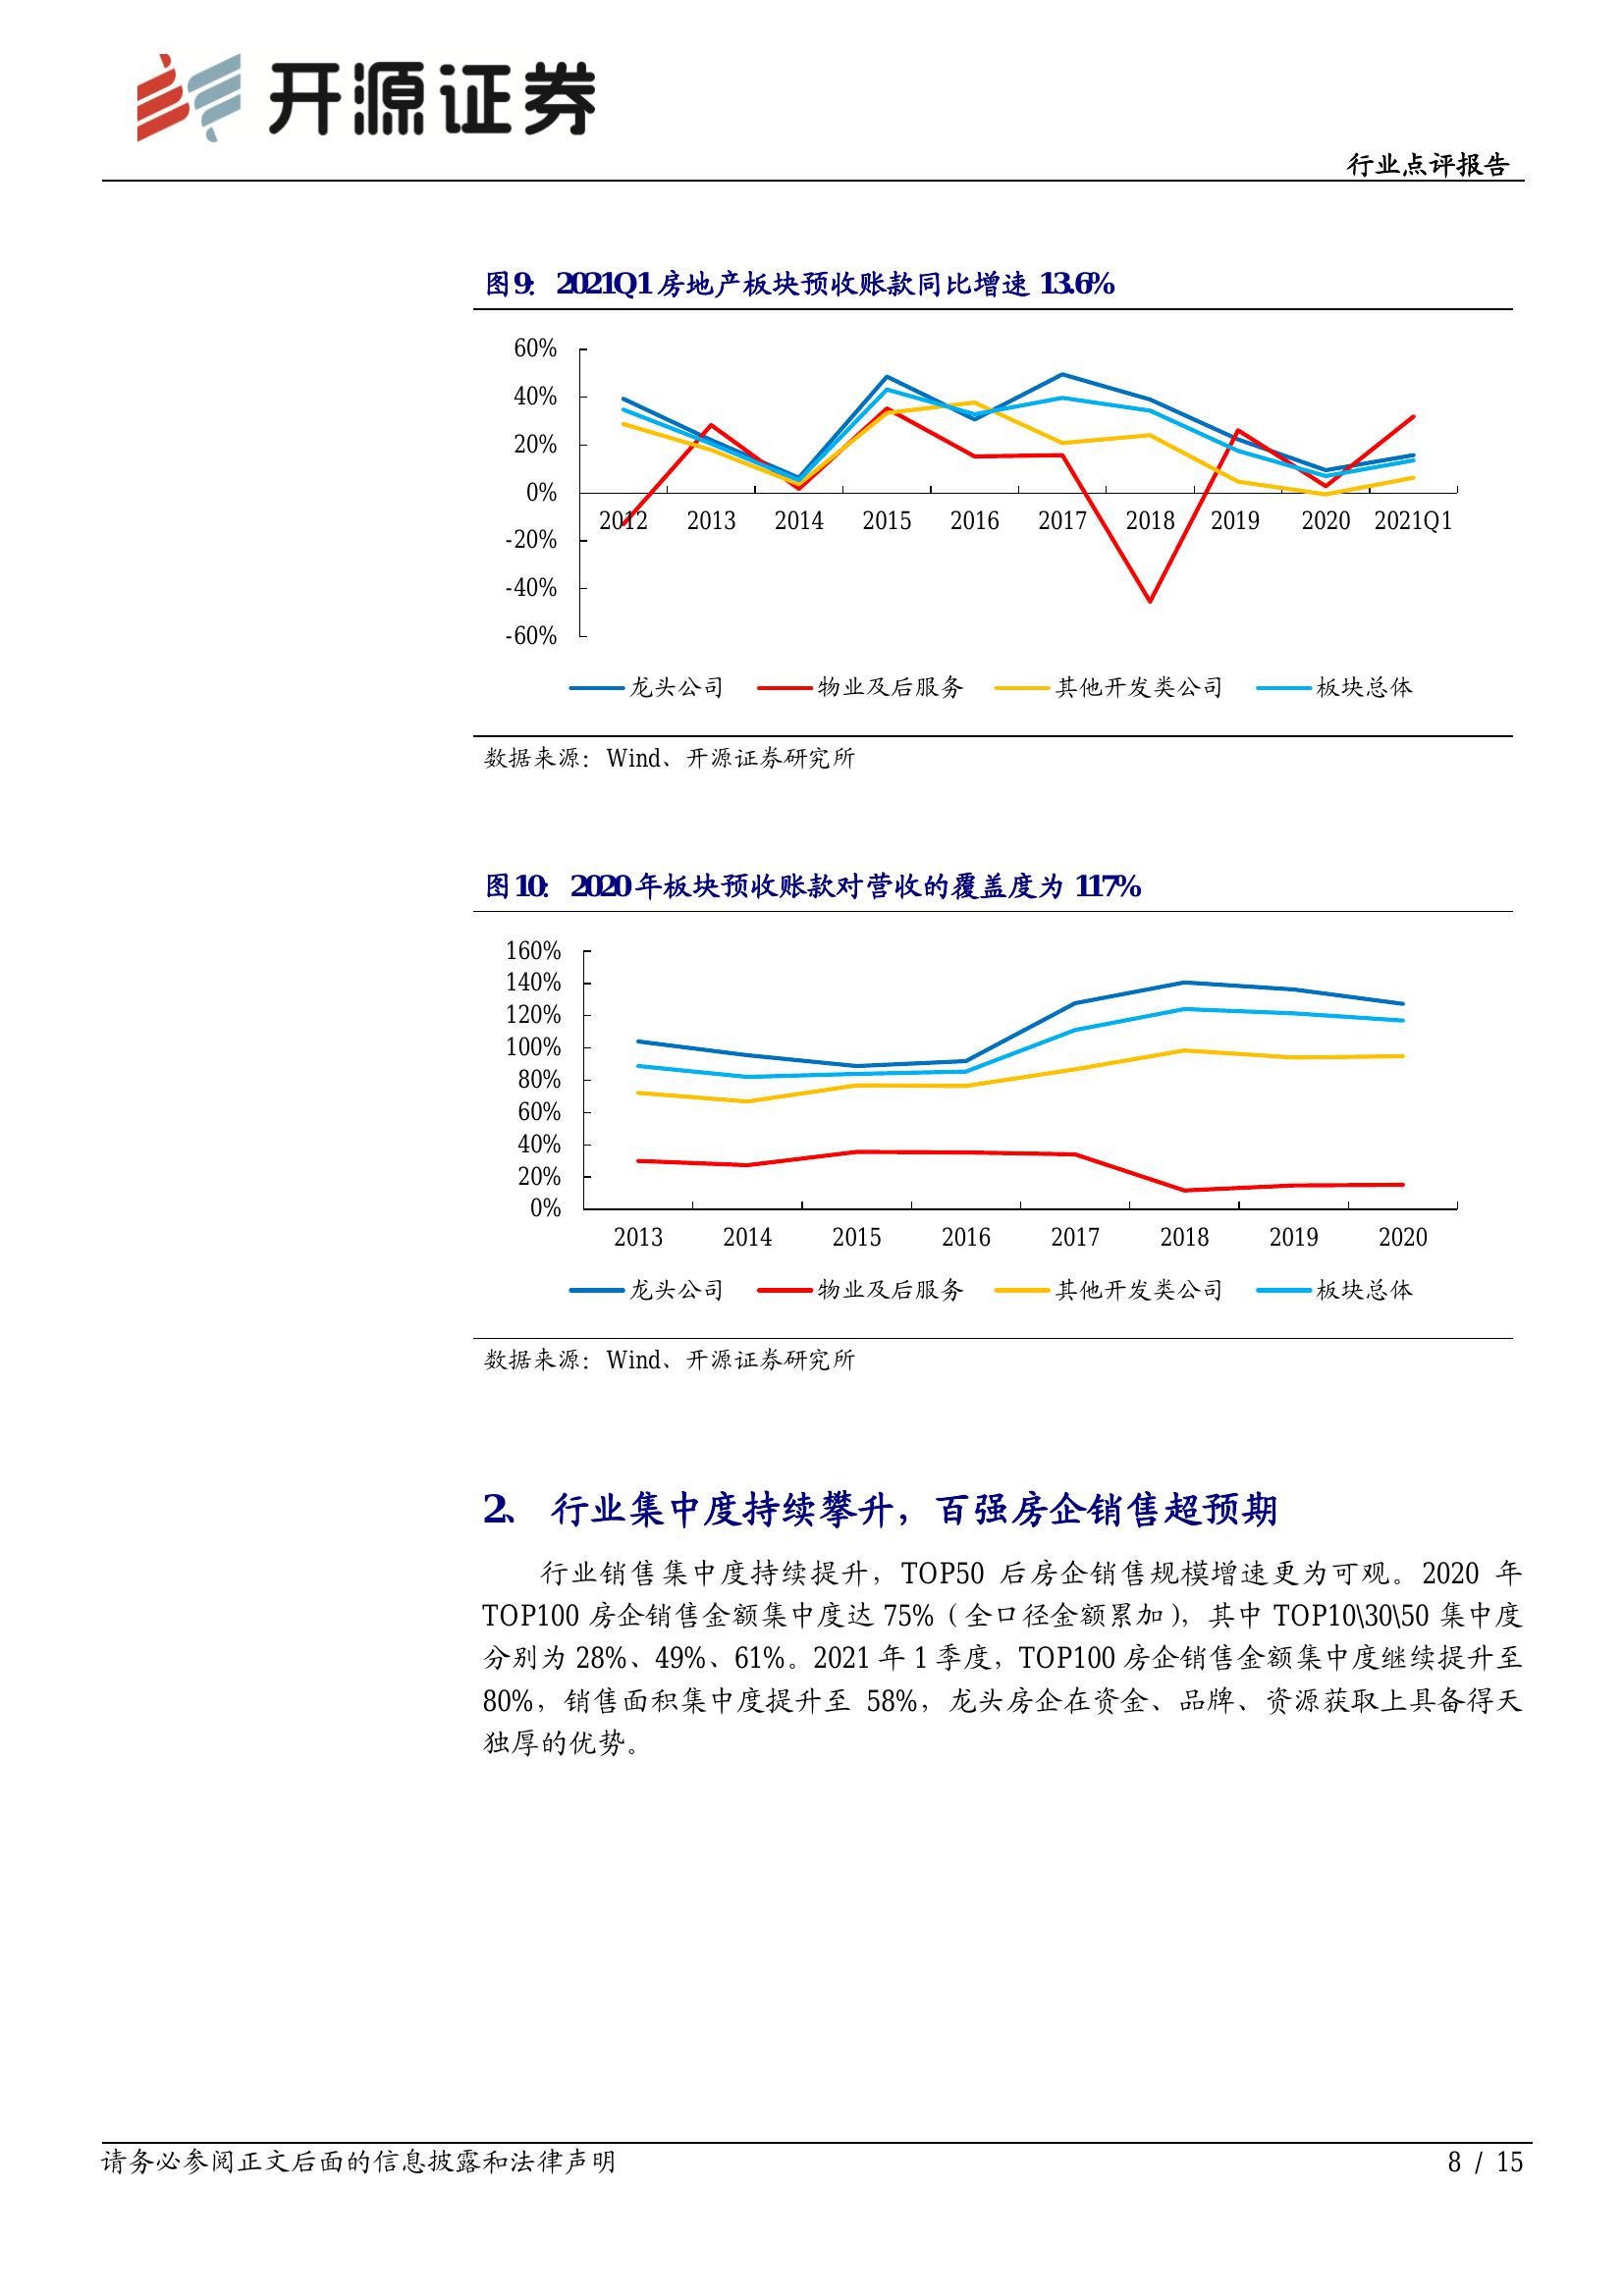 开源证券
行业点评报告
图9： 2021Q1 房地产板块预收账款同比增速 13.6%
60%
40%
20%
0%
-20%
-40%
-60%
2012 2013 2014 2015 2016 2017 2018 2019 2020 2021Q1
龙头公司 物业及后服务 其他开发类公司 板块总体
数据来源：Wind、开源证券研究所
图10： 2020 年板块预收账款对营收的覆盖度为 117%
160%
140%
120%
100%
80%
60%
40%
20%
0%
2013 2014 2015 2016 2017 2018 2019 2020
龙头公司 物业及后服务 其他开发类公司 板块总体
数据来源：Wind、开源证券研究所
2、 行业集中度持续攀升，百强房企销售超预期
行业销售集中度持续提升，TOP50 后房企销售规模增速更为可观。2020 年
TOP100 房企销售金额集中度达 75%（全口径金额累加），其中 TOP10\30\50 集中度
分别为 28%、49%、61%。2021 年 1 季度，TOP100 房企销售金额集中度继续提升至
80%，销售面积集中度提升至 58%，龙头房企在资金、品牌、资源获取上具备得天
独厚的优势。
请务必参阅正文后面的信息披露和法律声明
8 / 15